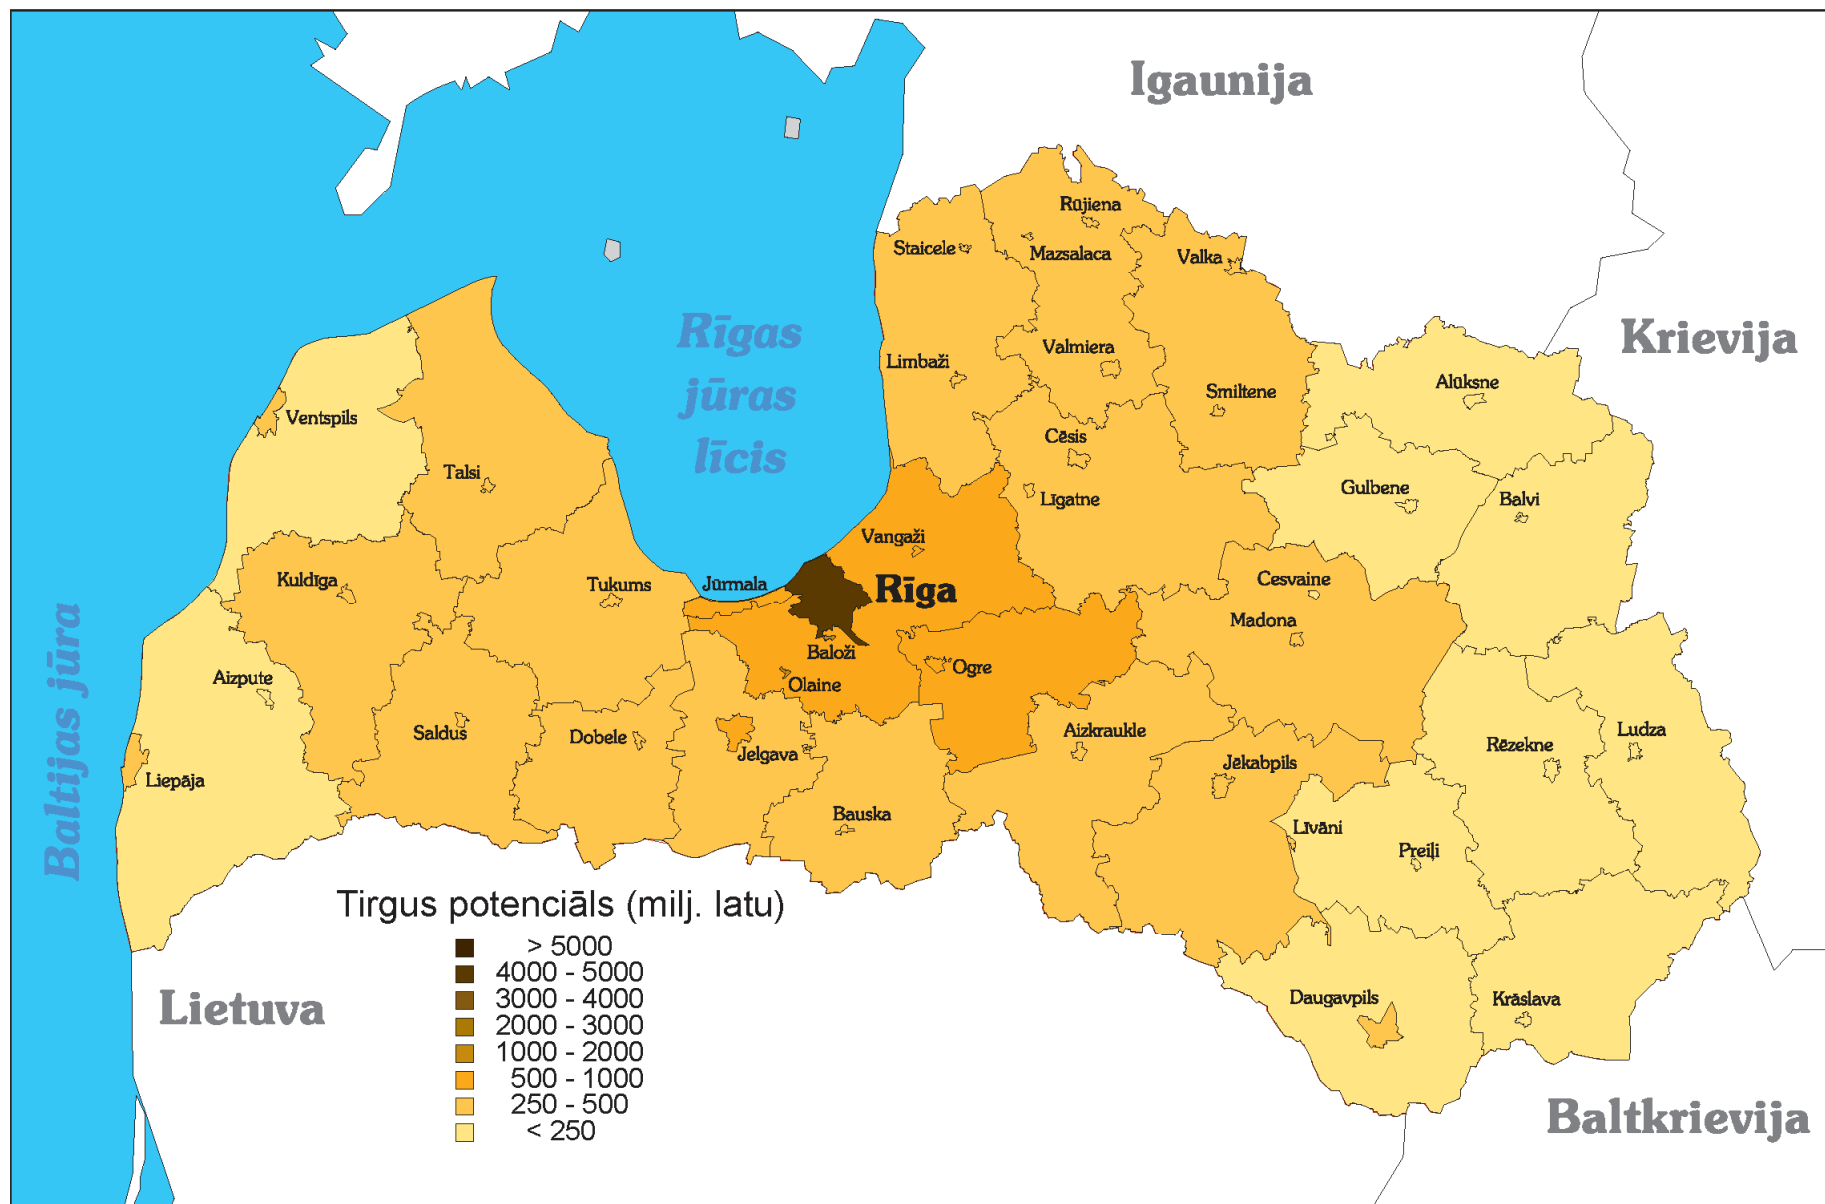 Igaunija
Rūjiena
Staicele
Mazsalaca
Valka
Rīgas
jūras
līcis
Krievija
Valmiera
Limbaži
Alūksne
Smiltene
Ventspils
Cēsis
Talsi
Gulbene
Balvi
Līgatne
Vangaži
Kuldīga
Tukums
Jūrmala
Rīga
Cesvaine
Madona
Baltijas jūra
Baloži
Ogre
Aizpute
Olaine
Saldus
Dobele
Aizkraukle
Ludza
Rēzekne
Jelgava
Jēkabpils
Liepāja
Bauska
Līvāni
Preiļi
Tirgus potenciāls (milj. latu)
> 5000
4000 - 5000
3000 - 4000
2000 - 3000
1000 - 2000
500 - 1000
250 - 500
< 250
Lietuva
Daugavpils
Krāslava
Baltkrievija